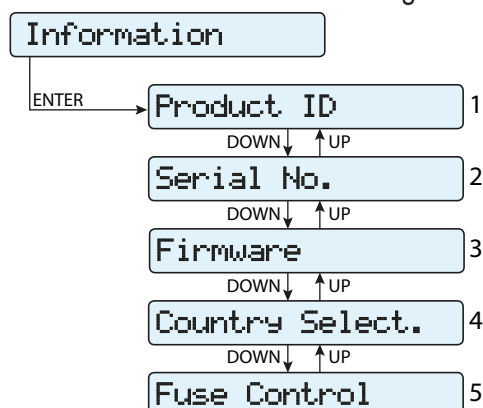 Information
ENTER
Product ID 1
DOWN UP
Serial No. 2
DOWN UP
Firmware 3
DOWN UP
Country Select. 4
DOWN UP
Fuse Control 5